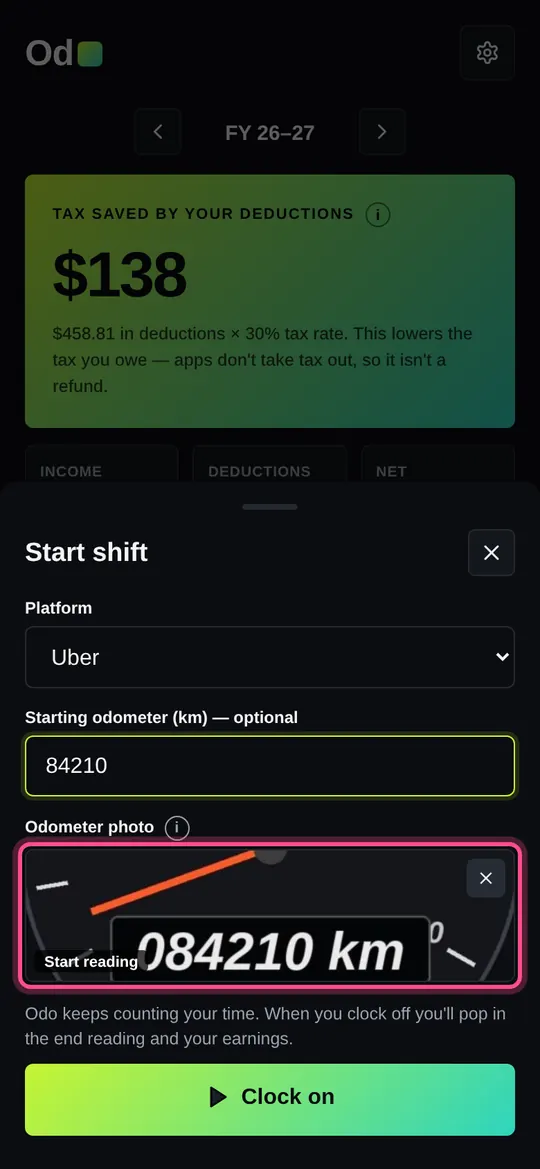 Od
FY 26–27
TAX SAVED BY YOUR DEDUCTIONS i
$138
$458.81 in deductions × 30% tax rate. This lowers the
tax you owe — apps don't take tax out, so it isn't a
refund.
INCOME
DEDUCTIONS
NET
Start shift
Platform
Uber
Starting odometer (km) — optional
84210
Odometer photo i
084210 km
0
Start reading
Odo keeps counting your time. When you clock off you'll pop in
the end reading and your earnings.
Clock on